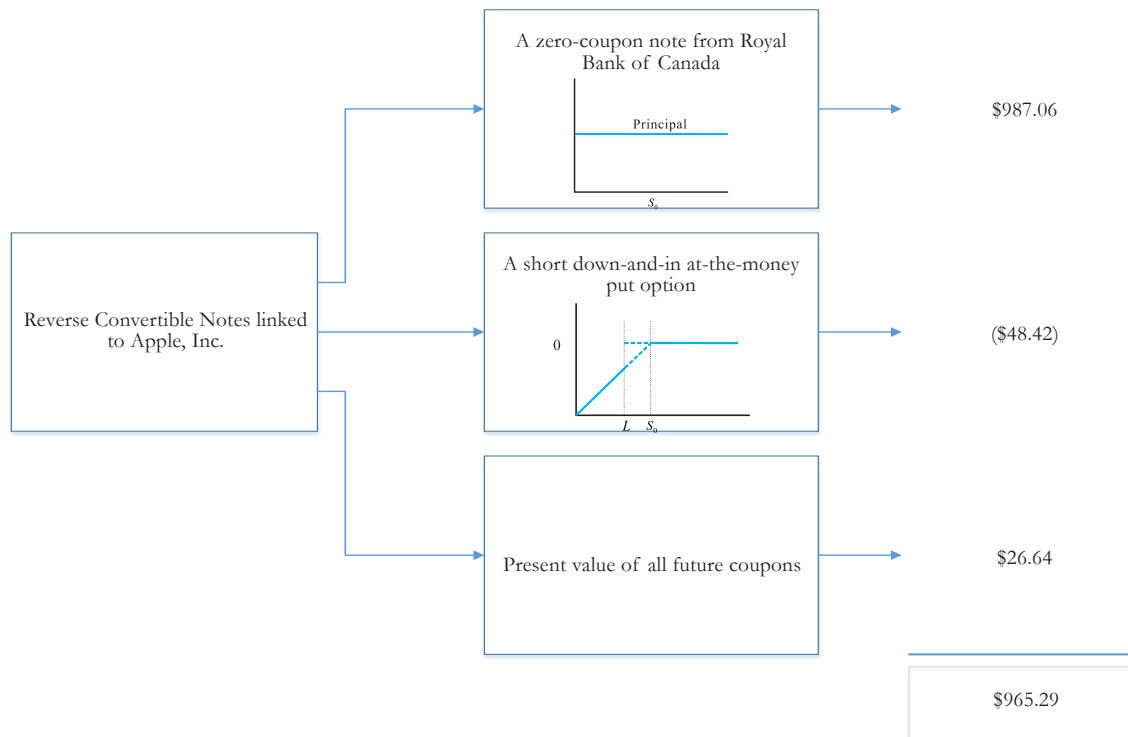 A zero-coupon note from Royal
Bank of Canada
Principal
S₀
$987.06
Reverse Convertible Notes linked
to Apple, Inc.
A short down-and-in at-the-money
put option
0
L S₀
($48.42)
Present value of all future coupons
$26.64
$965.29